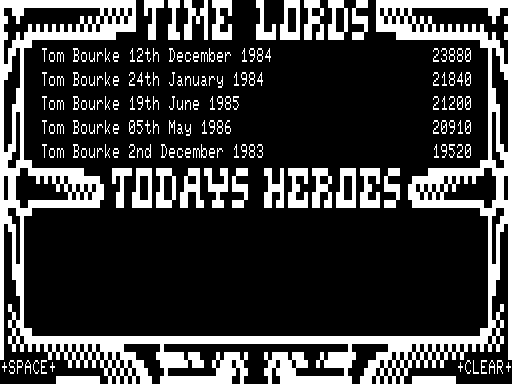 TIME LORDS
Tom Bourke 12th December 1984 23880
Tom Bourke 24th January 1984 21840
Tom Bourke 19th June 1985 21200
Tom Bourke 05th May 1986 20910
Tom Bourke 2nd December 1983 19520
TODAYS HEROES
+SPACE+ +CLEAR+